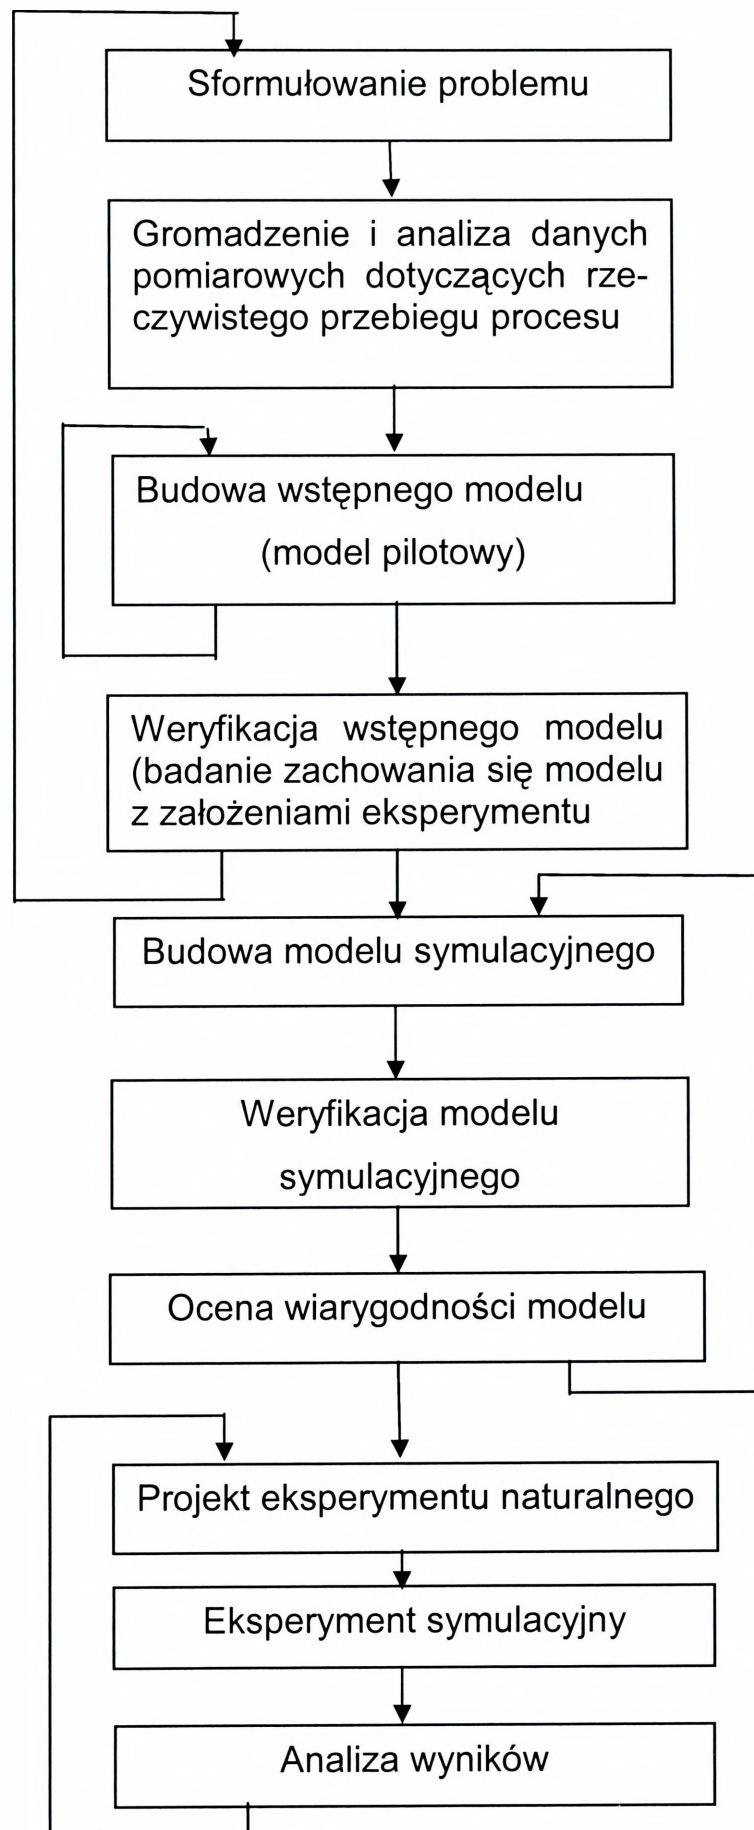 Sformułowanie problemu
Gromadzenie i analiza danych
pomiarowych dotyczących rze-
czywistego przebiegu procesu
Budowa wstępnego modelu
(model pilotowy)
Weryfikacja wstępnego modelu
(badanie zachowania się modelu
z założeniami eksperymentu
Budowa modelu symulacyjnego
Weryfikacja modelu
symulacyjnego
Ocena wiarygodności modelu
Projekt eksperymentu naturalnego
Eksperyment symulacyjny
Analiza wyników